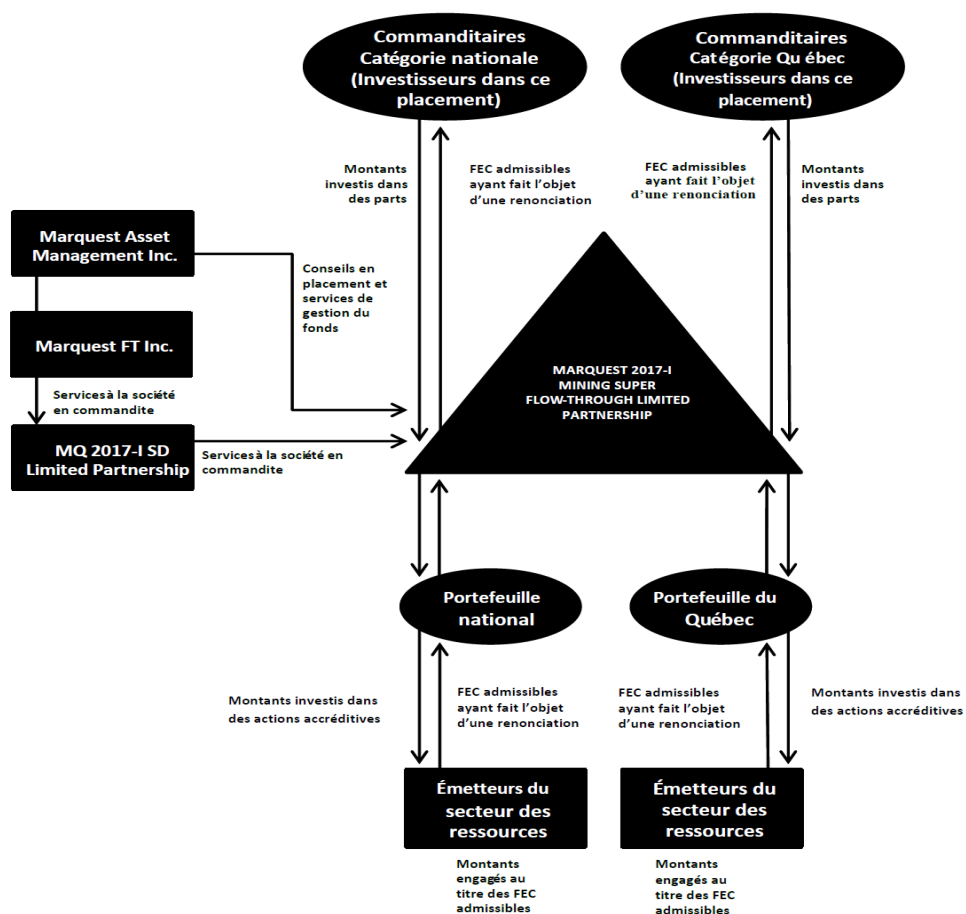 Commanditaires
Catégorie nationale
(Investisseurs dans ce
placement)
Commanditaires
Catégorie Qu ébec
(Investisseurs dans ce
placement)
Montants
investis dans
des parts
FEC admissibles
ayant fait l’objet
d’une renonciation
FEC admissibles
ayant fait l’objet
d’une renonciation
Montants
investis dans
des parts
Marquest Asset
Management Inc.
Conseils en
placement et
services de
gestion du
fonds
Marquest FT Inc.
MARQUEST 2017-I
MINING SUPER
FLOW-THROUGH LIMITED
PARTNERSHIP
Services à la société
en commandite
MQ 2017-I SD
Limited Partnership
Services à la société en
commandite
Portefeuille
national
Portefeuille du
Québec
Montants investis dans
des actions accréditives
FEC admissibles
ayant fait l’objet
d’une renonciation
FEC admissibles
ayant fait l’objet
d’une renonciation
Montants investis dans
des actions accréditives
Émetteurs du
secteur des
ressources
Émetteurs du
secteur des
ressources
Montants
engagés au
titre des FEC
admissibles
Montants
engagés au
titre des FEC
admissibles